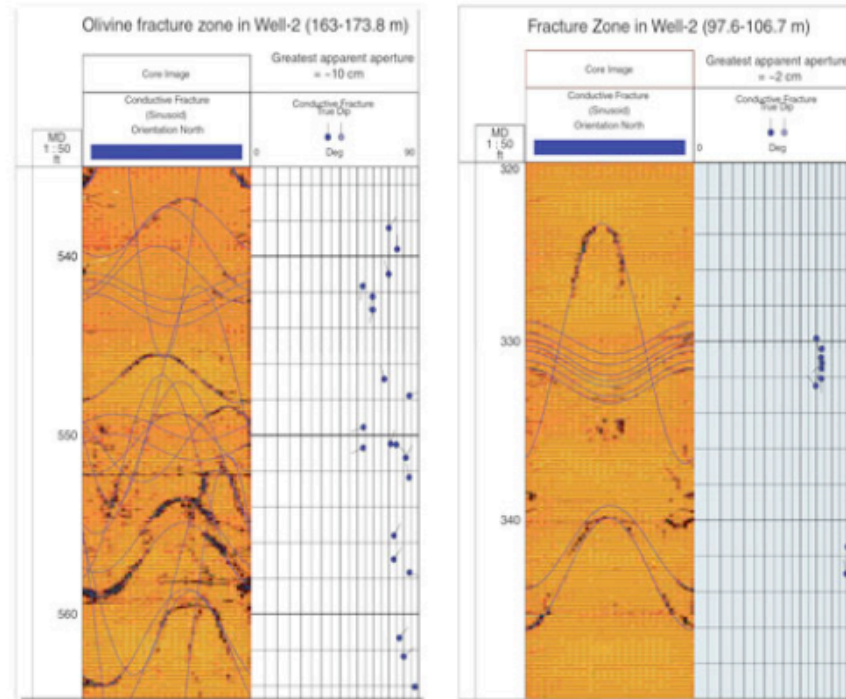 Olivine fracture zone in Well-2 (163-173.8 m)
Core Image
Greatest apparent aperture
= ~10 cm
Conductive Fracture
(Sinusoid)
Orientation North
Conductive Fracture
True Dip
MD
1 : 50
ft
0
Deg
90
540
550
560
Fracture Zone in Well-2 (97.6-106.7 m)
Core Image
Greatest apparent aperture
= ~2 cm
Conductive Fracture
(Sinusoid)
Orientation North
Conductive Fracture
True Dip
MD
1 : 50
ft
0
Deg
320
330
340